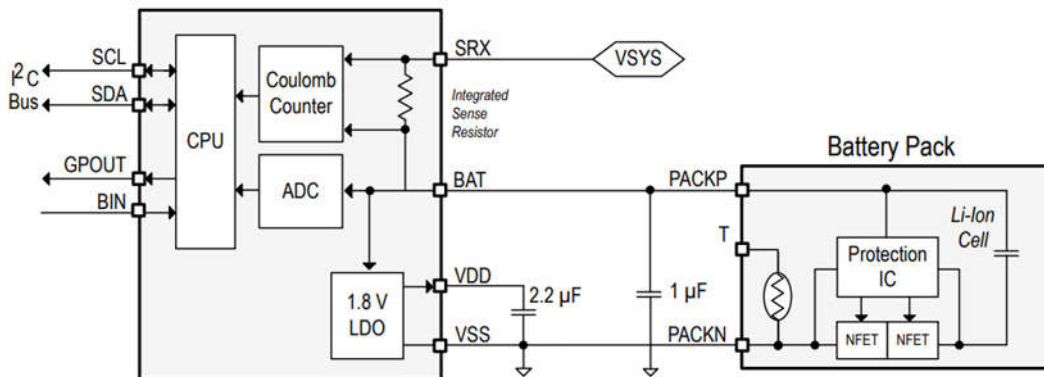 SCL
I2C
Bus
SDA
GPOUT
BIN
CPU
Coulomb
Counter
ADC
1.8 V
LDO
SRX
VSYS
Integrated
Sense
Resistor
BAT
VDD
2.2 µF
VSS
1 µF
Battery Pack
PACKP
T
PACKN
Protection
IC
Li-Ion
Cell
NFET
NFET